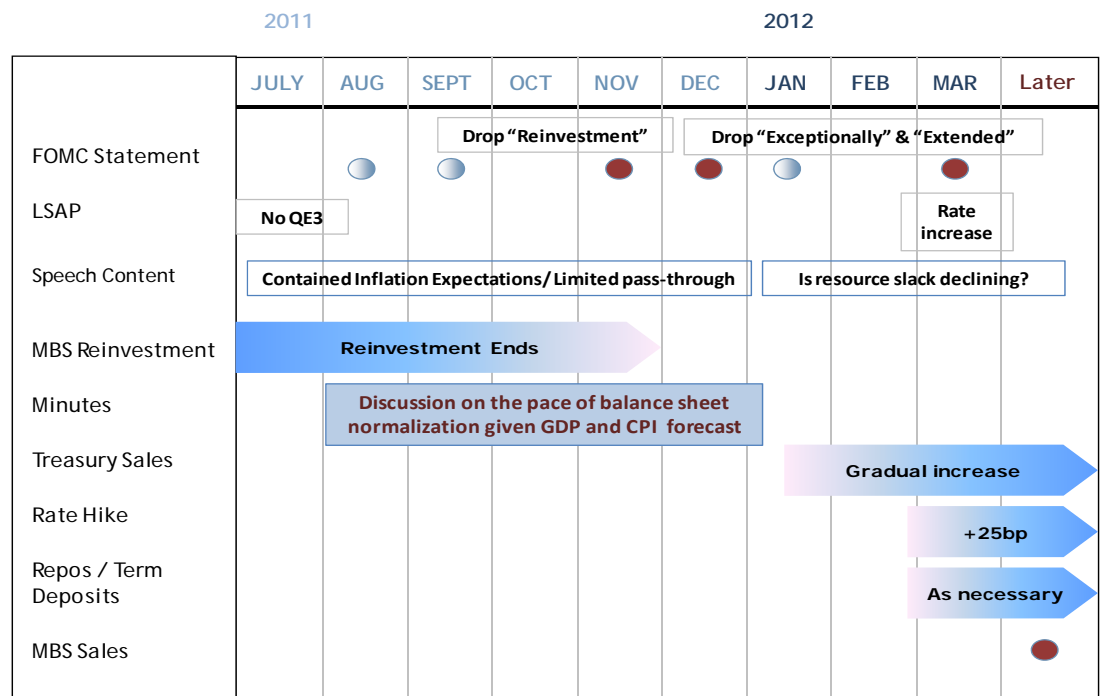 2011
2012
JULY
AUG
SEPT
OCT
NOV
DEC
JAN
FEB
MAR
Later
FOMC Statement
Drop “Reinvestment”
Drop “Exceptionally” & “Extended”
LSAP
No QE3
Rate
increase
Speech Content
Contained Inflation Expectations/ Limited pass-through
Is resource slack declining?
MBS Reinvestment
Reinvestment Ends
Minutes
Discussion on the pace of balance sheet
normalization given GDP and CPI forecast
Treasury Sales
Gradual increase
Rate Hike
+25bp
Repos / Term
Deposits
As necessary
MBS Sales